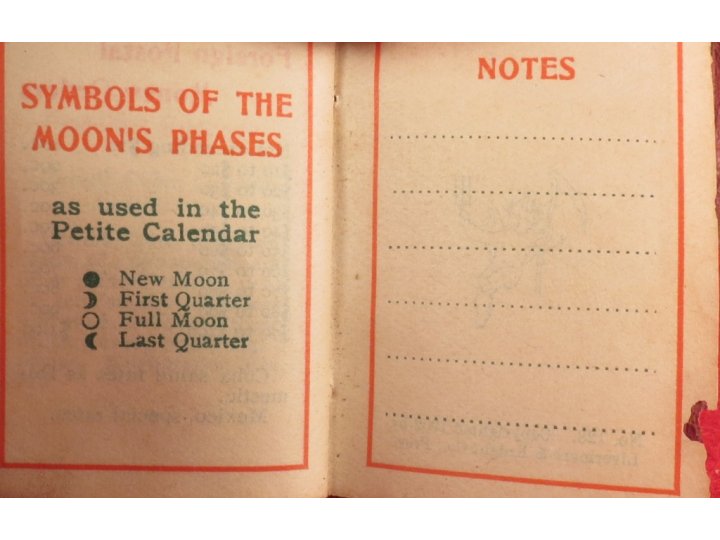 SYMBOLS OF THE
MOON'S PHASES
as used in the
Petite Calendar
● New Moon
☽ First Quarter
○ Full Moon
☾ Last Quarter
NOTES